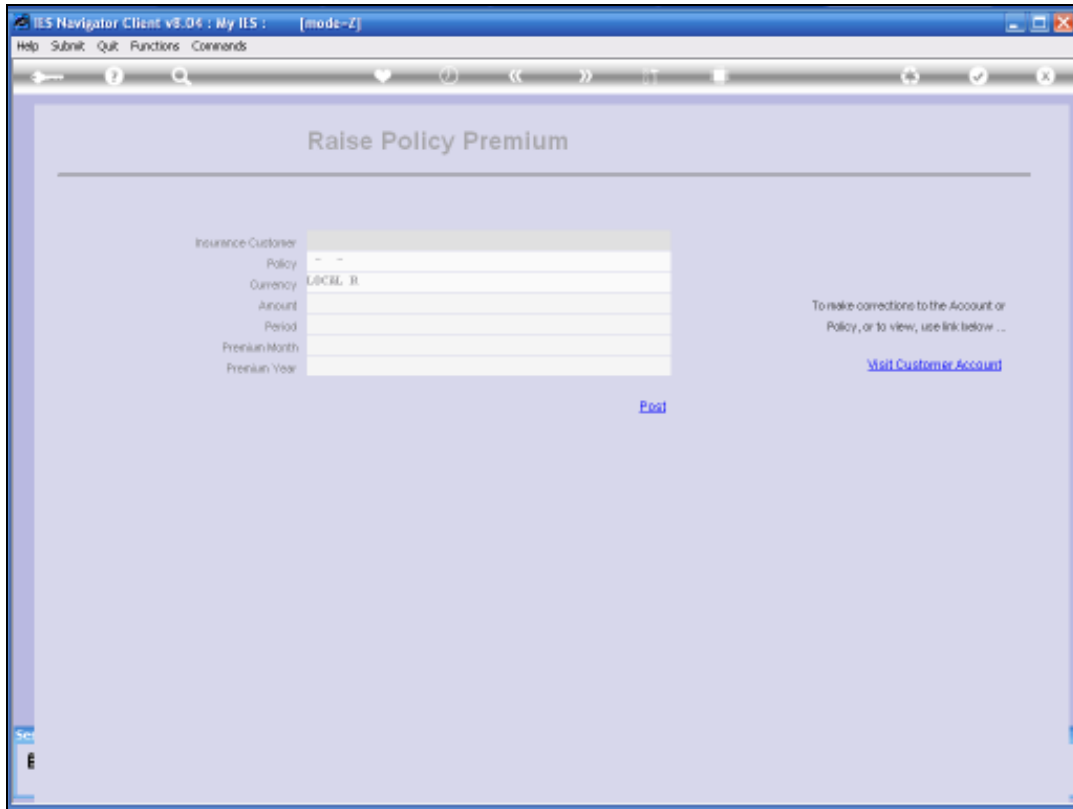 IES Navigator Client v8.04 : My IES : [mode=Z]
Help Submit Quit Functions Commands
Raise Policy Premium
Insurance Customer
Policy - -
Currency LOCAL R
Amount
Period
Premium Month
Premium Year
To make corrections to the Account or
Policy, or to view, use link below ...
Visit Customer Account
Post